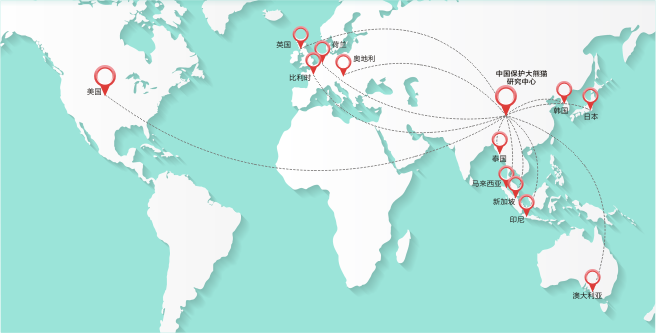 英国
荷兰
比利时
奥地利
美国
中国保护大熊猫
研究中心
韩国
日本
泰国
马来西亚
新加坡
印尼
澳大利亚